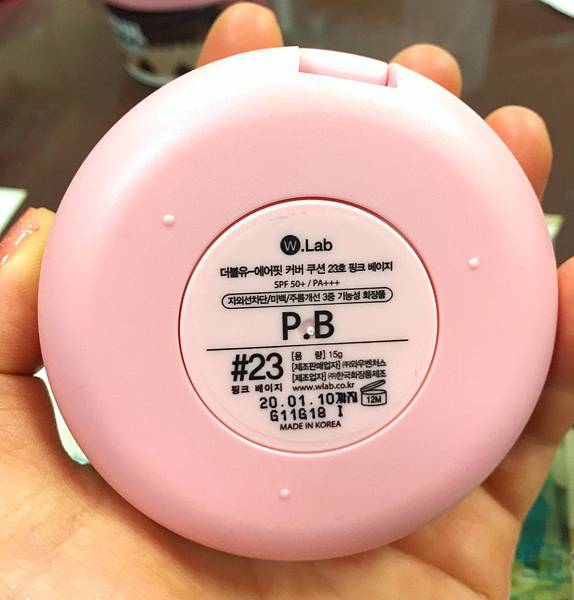 W.Lab
더블유-에어핏 커버 쿠션 23호 핑크 베이지
SPF 50+ / PA+++
자외선차단/미백/주름개선 3중 기능성 화장품
P.B
#23
핑크 베이지
[용 량] 15g
[제조판매업자] ㈜와우벤처스
[제조업자] ㈜한국화장품제조
www.wlab.co.kr
12M
20.01.10까지
G11G18 I
MADE IN KOREA